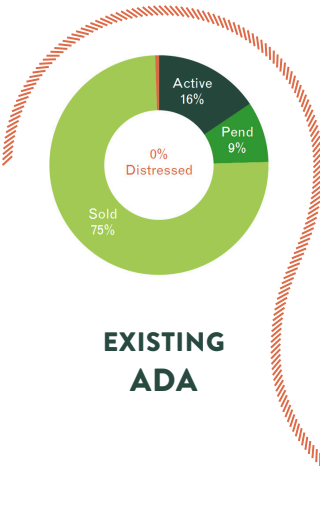 Active
16%
Pend
9%
0%
Distressed
Sold
75%
EXISTING
ADA